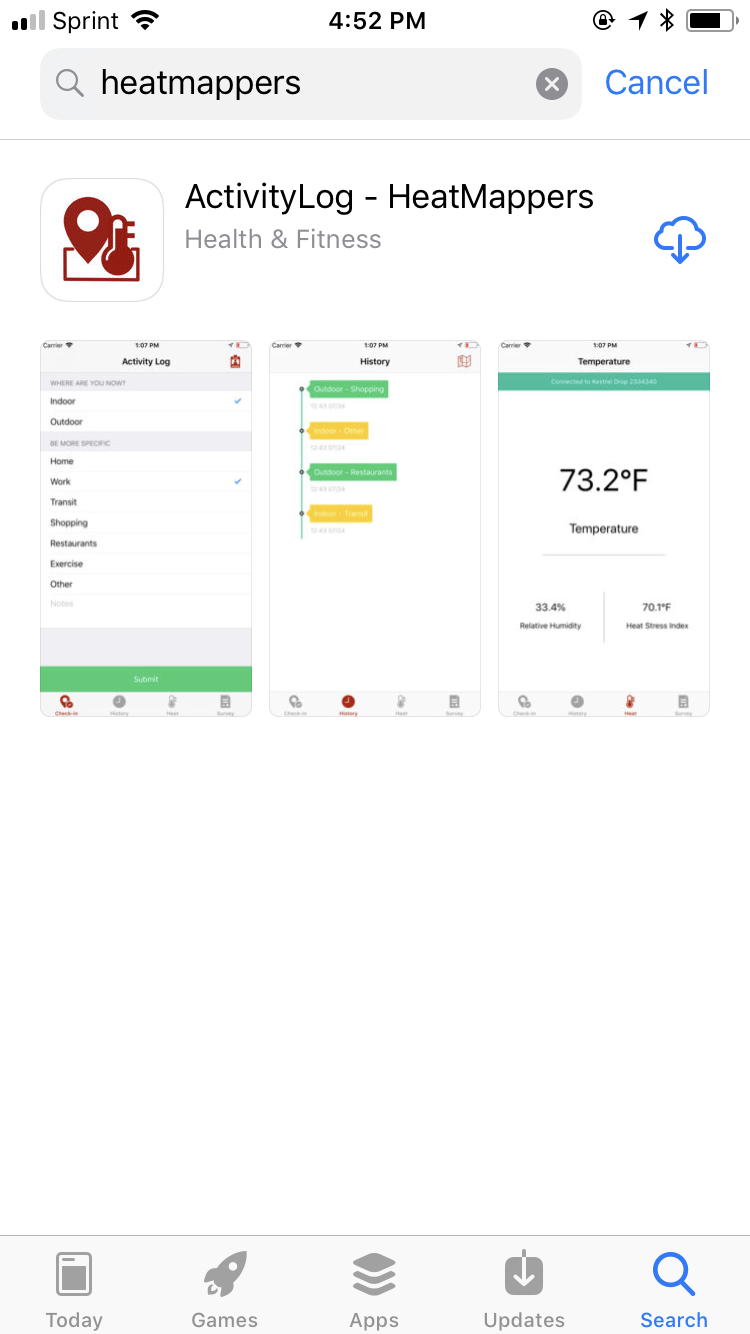 Sprint 4:52 PM
heatmappers Cancel
ActivityLog - HeatMappers
Health & Fitness
Carrier 1:07 PM
Activity Log
WHERE ARE YOU NOW?
Indoor
Outdoor
BE MORE SPECIFIC
Home
Work
Transit
Shopping
Restaurants
Exercise
Other
Notes
Submit
Check-in History Heat Survey
Carrier 1:07 PM
History
Outdoor - Shopping
12:43 07/24
Indoor - Other
12:43 07/24
Outdoor - Restaurants
12:43 07/24
Indoor - Transit
12:43 07/24
Check-in History Heat Survey
Carrier 1:07 PM
Temperature
Connected to Kestrel Drop 2334340
73.2°F
Temperature
33.4% 70.1°F
Relative Humidity Heat Stress Index
Check-in History Heat Survey
Today Games Apps Updates Search